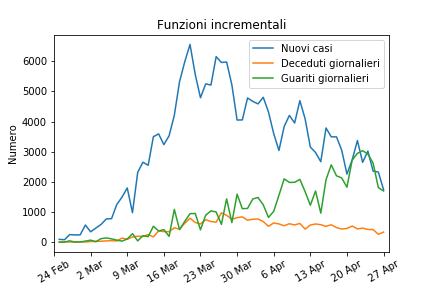 Funzioni incrementali
Nuovi casi
Deceduti giornalieri
Guariti giornalieri
Numero
6000
5000
4000
3000
2000
1000
0
24 Feb
2 Mar
9 Mar
16 Mar
23 Mar
30 Mar
6 Apr
13 Apr
20 Apr
27 Apr